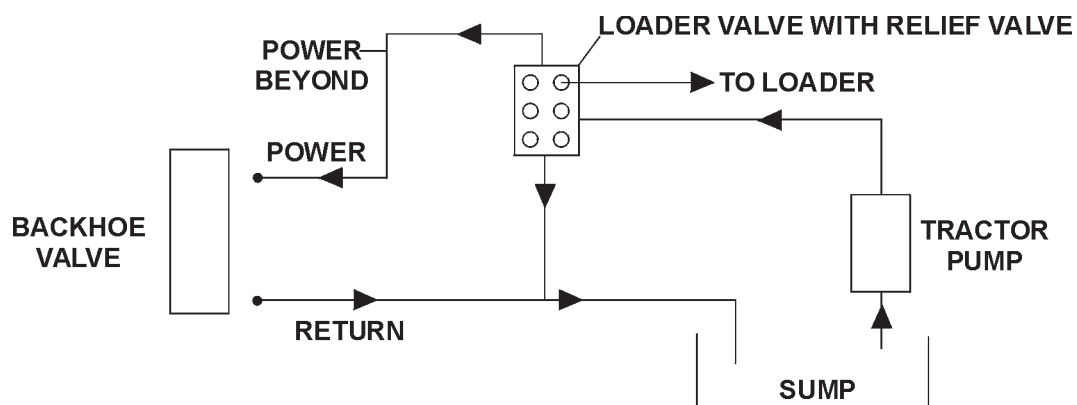 LOADER VALVE WITH RELIEF VALVE
POWER
BEYOND
TO LOADER
POWER
BACKHOE
VALVE
TRACTOR
PUMP
RETURN
SUMP